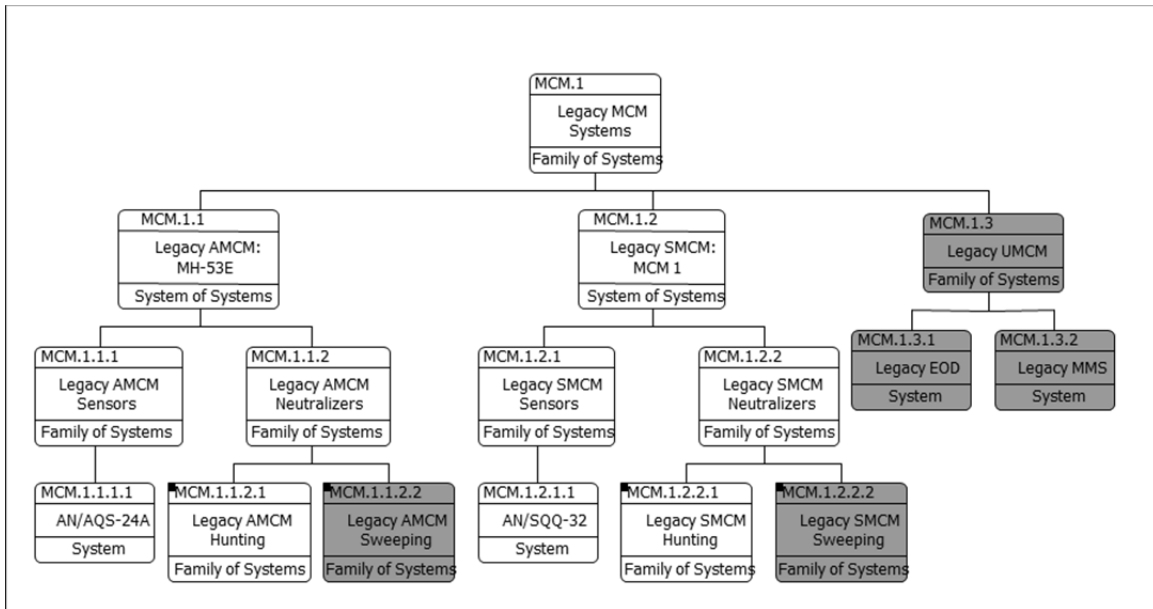 MCM.1
Legacy MCM
Systems
Family of Systems
MCM.1.1
Legacy AMCM:
MH-53E
System of Systems
MCM.1.2
Legacy SMCM:
MCM 1
System of Systems
MCM.1.3
Legacy UMCM
Family of Systems
MCM.1.1.1
Legacy AMCM
Sensors
Family of Systems
MCM.1.1.2
Legacy AMCM
Neutralizers
Family of Systems
MCM.1.2.1
Legacy SMCM
Sensors
Family of Systems
MCM.1.2.2
Legacy SMCM
Neutralizers
Family of Systems
MCM.1.3.1
Legacy EOD
System
MCM.1.3.2
Legacy MMS
System
MCM.1.1.1.1
AN/AQS-24A
System
MCM.1.1.2.1
Legacy AMCM
Hunting
Family of Systems
MCM.1.1.2.2
Legacy AMCM
Sweeping
Family of Systems
MCM.1.2.1.1
AN/SQQ-32
System
MCM.1.2.2.1
Legacy SMCM
Hunting
Family of Systems
MCM.1.2.2.2
Legacy SMCM
Sweeping
Family of Systems